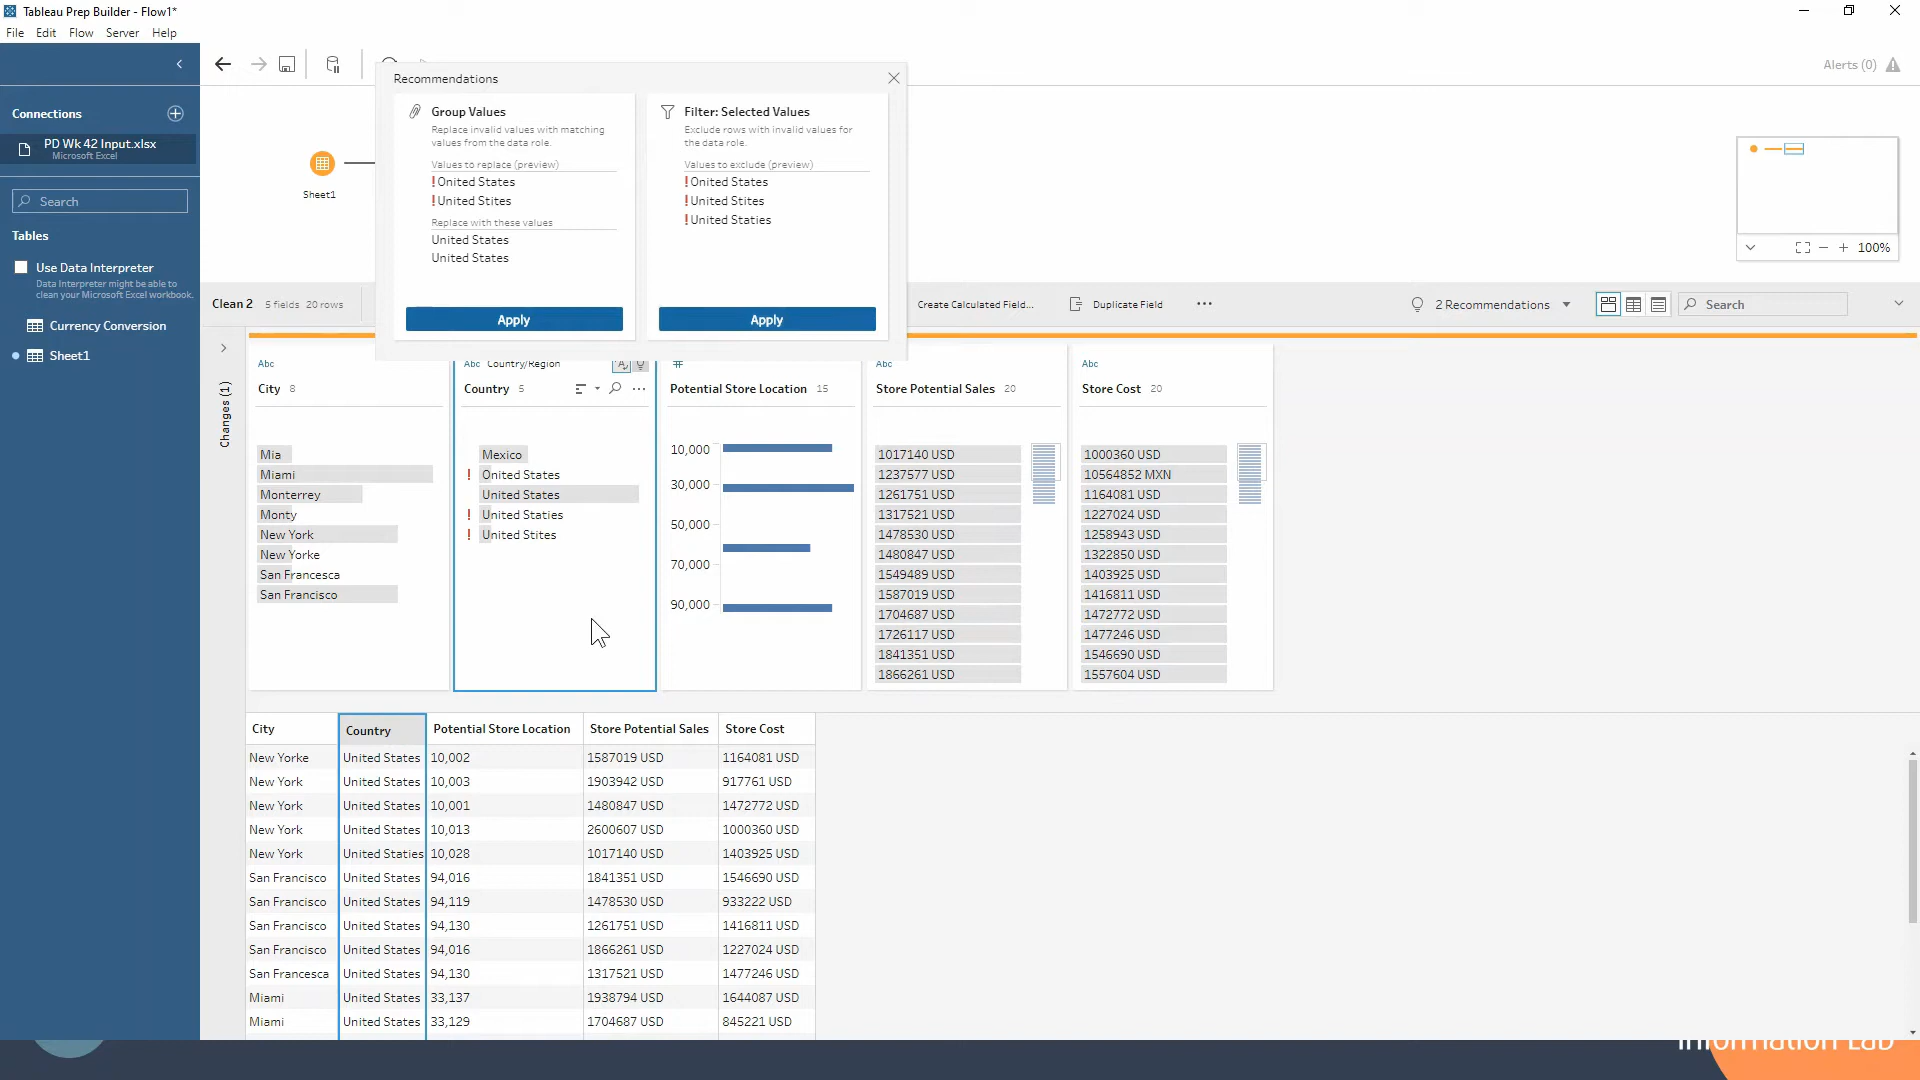 Tableau Prep Builder - Flow1*
File Edit Flow Server Help
Recommendations
Alerts (0)
Connections
PD Wk 42 Input.xlsx
Microsoft Excel
Search
Tables
Use Data Interpreter
Data Interpreter might be able to
clean your Microsoft Excel workbook.
Currency Conversion
Sheet1
Sheet1
Group Values
Replace invalid values with matching
values from the data role.
Values to replace (preview)
!Onited States
!United Stites
Replace with these values
United States
United States
Apply
Filter: Selected Values
Exclude rows with invalid values for
the data role.
Values to exclude (preview)
!Onited States
!United Stites
!United Staties
Apply
100%
Clean 2 5 fields 20 rows
Create Calculated Field...
Duplicate Field
2 Recommendations
Search
Changes (1)
Abc
City 8
Mia
Miami
Monterrey
Monty
New York
New Yorke
San Francesca
San Francisco
Abc Country/Region
Country 5
Mexico
! Onited States
United States
! United Staties
! United Stites
#
Potential Store Location 15
10,000
30,000
50,000
70,000
90,000
Abc
Store Potential Sales 20
1017140 USD
1237577 USD
1261751 USD
1317521 USD
1478530 USD
1480847 USD
1549489 USD
1587019 USD
1704687 USD
1726117 USD
1841351 USD
1866261 USD
Abc
Store Cost 20
1000360 USD
10564852 MXN
1164081 USD
1227024 USD
1258943 USD
1322850 USD
1403925 USD
1416811 USD
1472772 USD
1477246 USD
1546690 USD
1557604 USD
City Country Potential Store Location Store Potential Sales Store Cost
New Yorke United States 10,002 1587019 USD 1164081 USD
New York United States 10,003 1903942 USD 917761 USD
New York United States 10,001 1480847 USD 1472772 USD
New York United States 10,013 2600607 USD 1000360 USD
New York United Staties 10,028 1017140 USD 1403925 USD
San Francisco United States 94,016 1841351 USD 1546690 USD
San Francisco United States 94,119 1478530 USD 933222 USD
San Francisco United States 94,130 1261751 USD 1416811 USD
San Francisco United States 94,016 1866261 USD 1227024 USD
San Francesca United States 94,130 1317521 USD 1477246 USD
Miami United States 33,137 1938794 USD 1644087 USD
Miami United States 33,129 1704687 USD 845221 USD
Information Lab